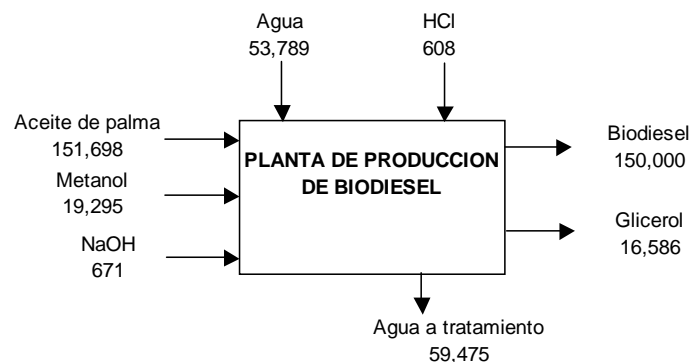 Agua
53,789
HCl
608
Aceite de palma
151,698
Metanol
19,295
NaOH
671
PLANTA DE PRODUCCION
DE BIODIESEL
Biodiesel
150,000
Glicerol
16,586
Agua a tratamiento
59,475